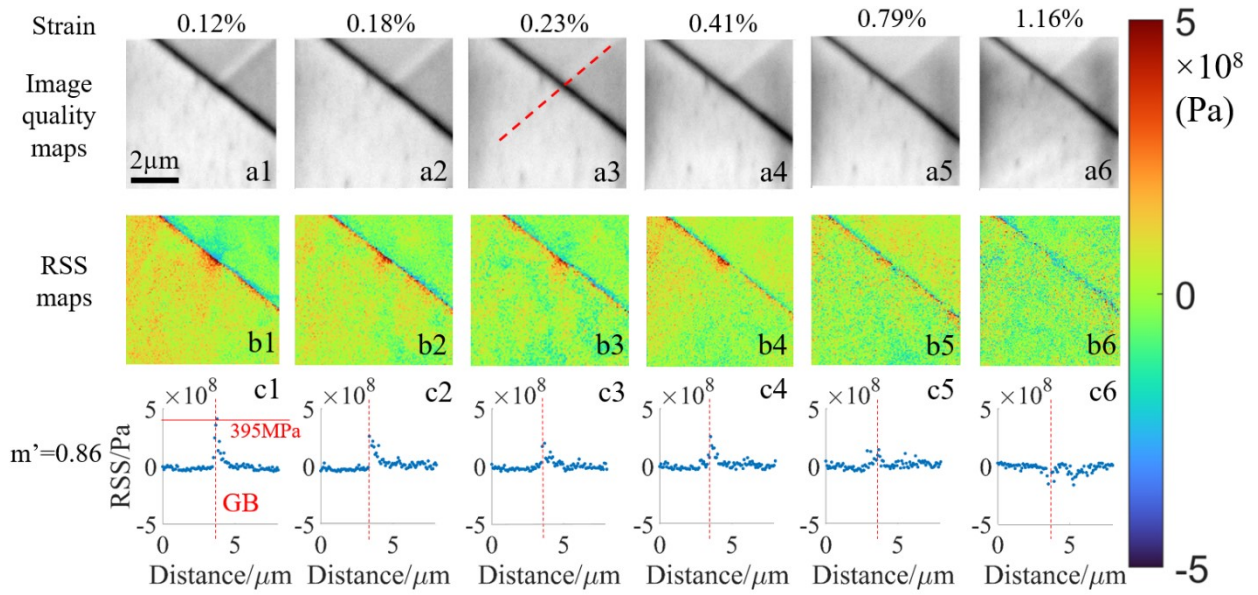 Strain 0.12% 0.18% 0.23% 0.41% 0.79% 1.16%
Image
quality
maps
2μm
a1 a2 a3 a4 a5 a6
RSS
maps
b1 b2 b3 b4 b5 b6
5
×10⁸
(Pa)
0
-5
m’=0.86
×10⁸ c1 ×10⁸ c2 ×10⁸ c3 ×10⁸ c4 ×10⁸ c5 ×10⁸ c6
RSS/Pa
5 5 5 5 5 5
395MPa
0 0 0 0 0 0
GB
-5 -5 -5 -5 -5 -5
0 5 0 5 0 5 0 5 0 5 0 5
Distance/μm Distance/μm Distance/μm Distance/μm Distance/μm Distance/μm